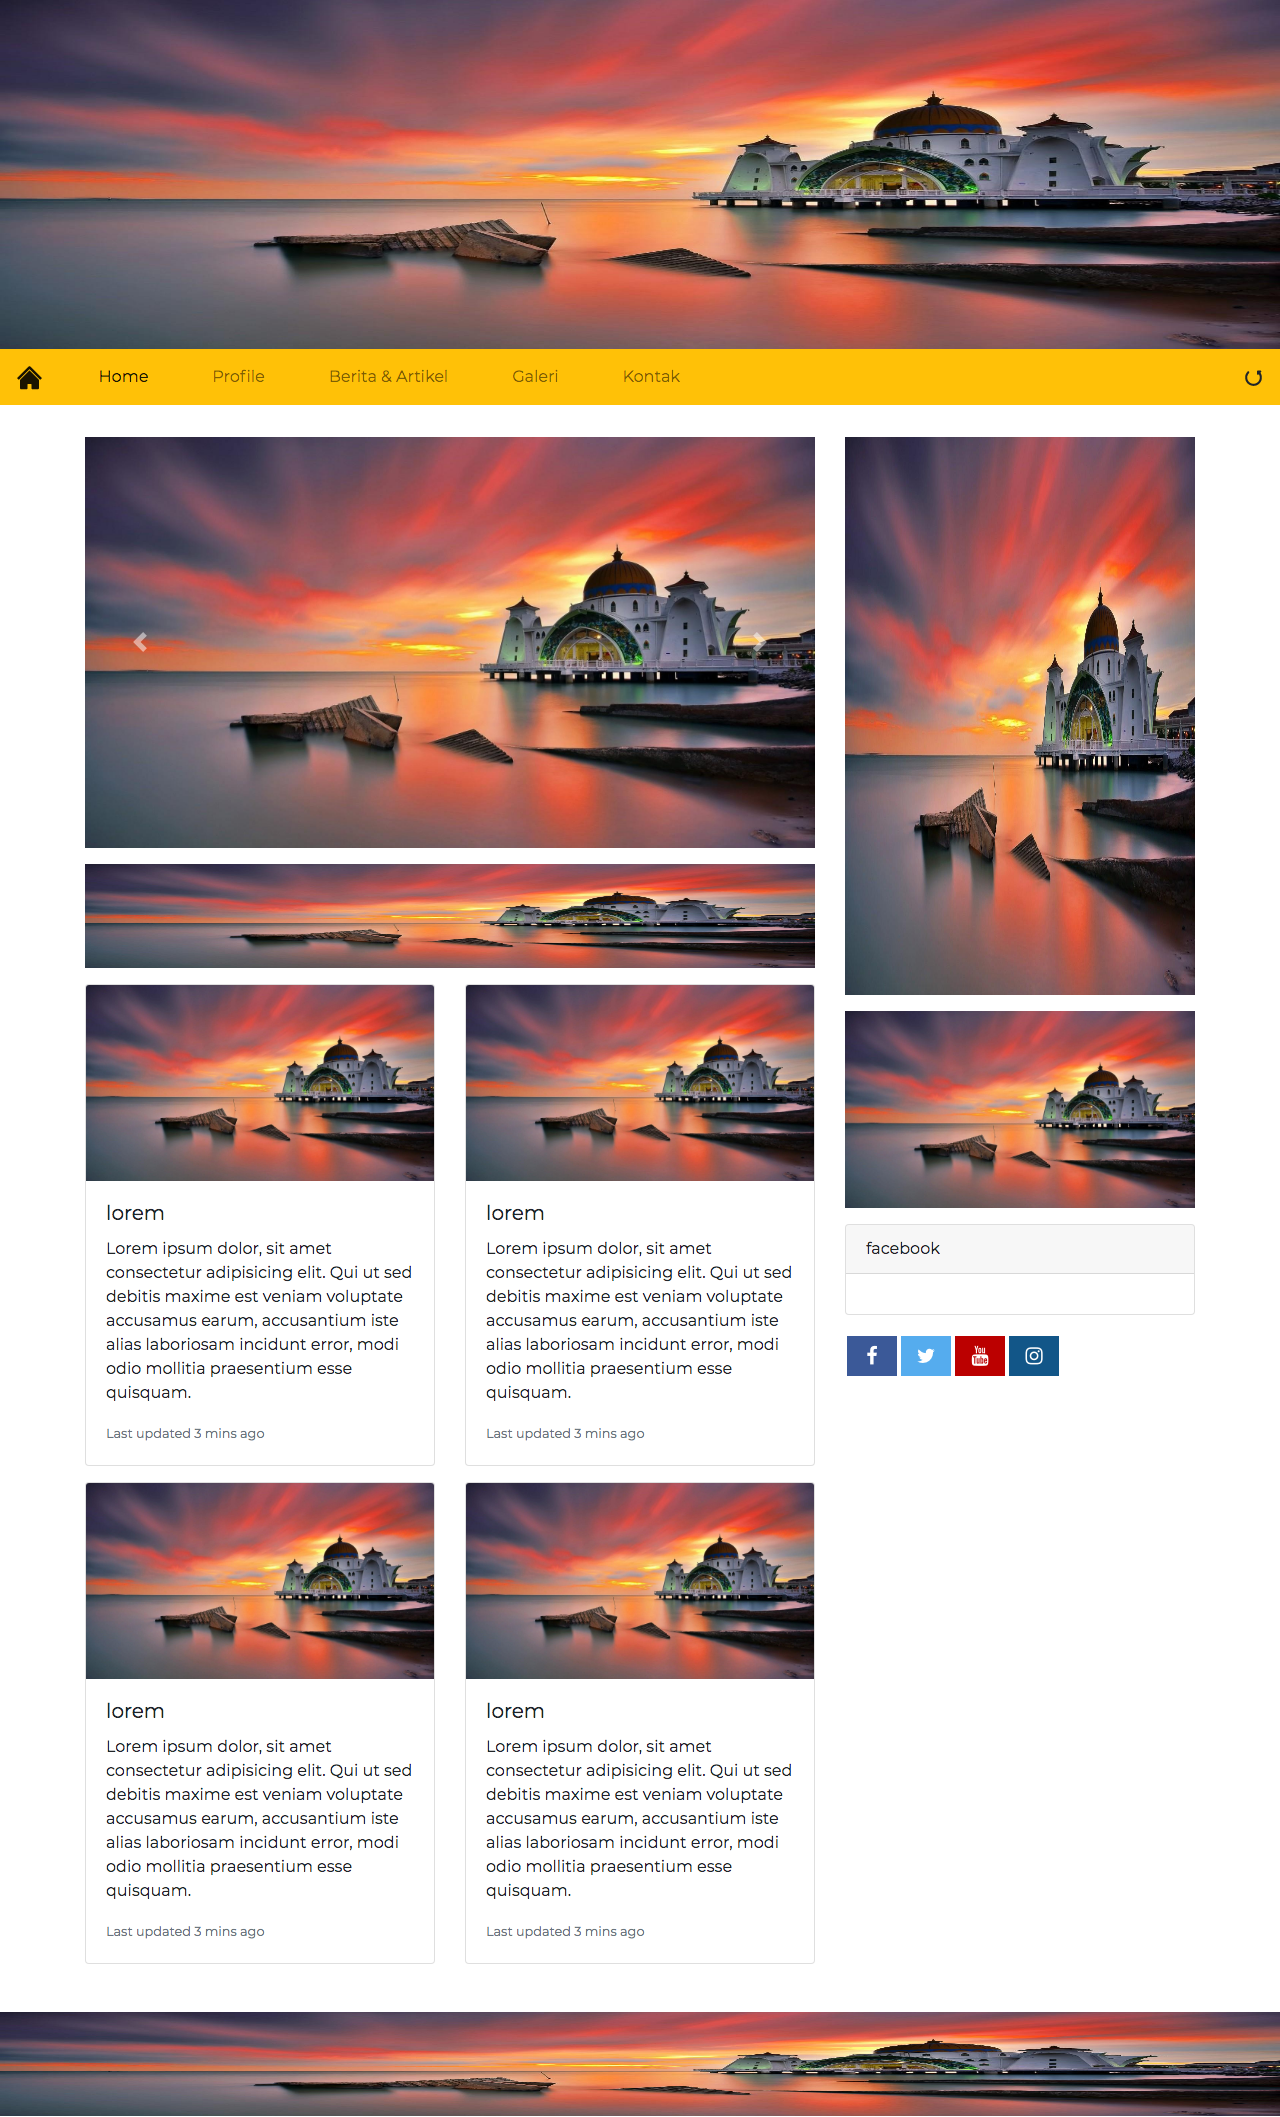 Home
Profile
Berita & Artikel
Galeri
Kontak
lorem
Lorem ipsum dolor, sit amet
consectetur adipisicing elit. Qui ut sed
debitis maxime est veniam voluptate
accusamus earum, accusantium iste
alias laboriosam incidunt error, modi
odio mollitia praesentium esse
quisquam.
Last updated 3 mins ago
lorem
Lorem ipsum dolor, sit amet
consectetur adipisicing elit. Qui ut sed
debitis maxime est veniam voluptate
accusamus earum, accusantium iste
alias laboriosam incidunt error, modi
odio mollitia praesentium esse
quisquam.
Last updated 3 mins ago
lorem
Lorem ipsum dolor, sit amet
consectetur adipisicing elit. Qui ut sed
debitis maxime est veniam voluptate
accusamus earum, accusantium iste
alias laboriosam incidunt error, modi
odio mollitia praesentium esse
quisquam.
Last updated 3 mins ago
lorem
Lorem ipsum dolor, sit amet
consectetur adipisicing elit. Qui ut sed
debitis maxime est veniam voluptate
accusamus earum, accusantium iste
alias laboriosam incidunt error, modi
odio mollitia praesentium esse
quisquam.
Last updated 3 mins ago
facebook
You
Tube